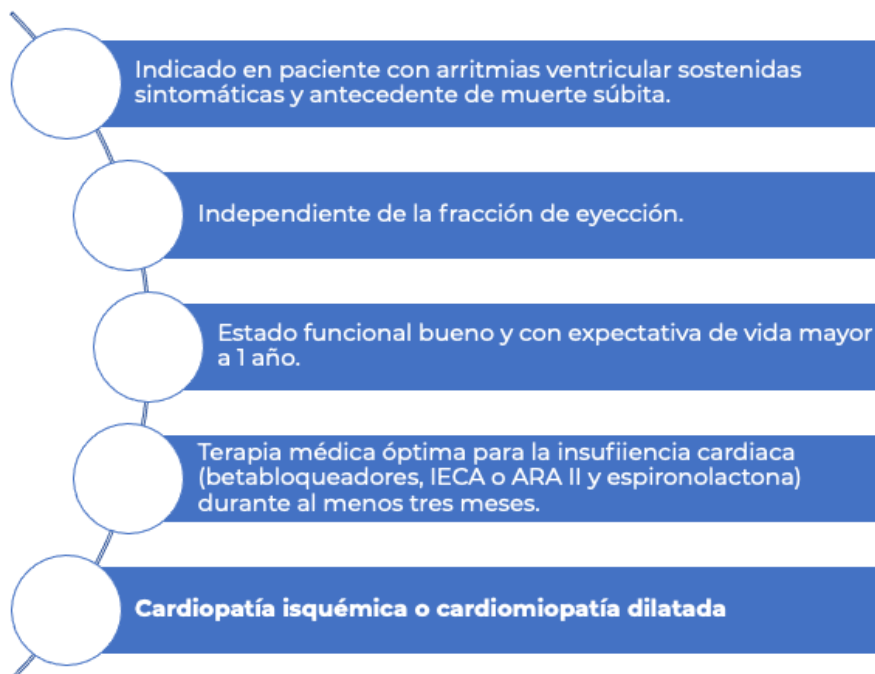 Indicado en paciente con arritmias ventricular sostenidas
sintomáticas y antecedente de muerte súbita.
Independiente de la fracción de eyección.
Estado funcional bueno y con expectativa de vida mayor
a 1 año.
Terapia médica óptima para la insufiiencia cardiaca
(betabloqueadores, IECA o ARA II y espironolactona)
durante al menos tres meses.
Cardiopatía isquémica o cardiomiopatía dilatada